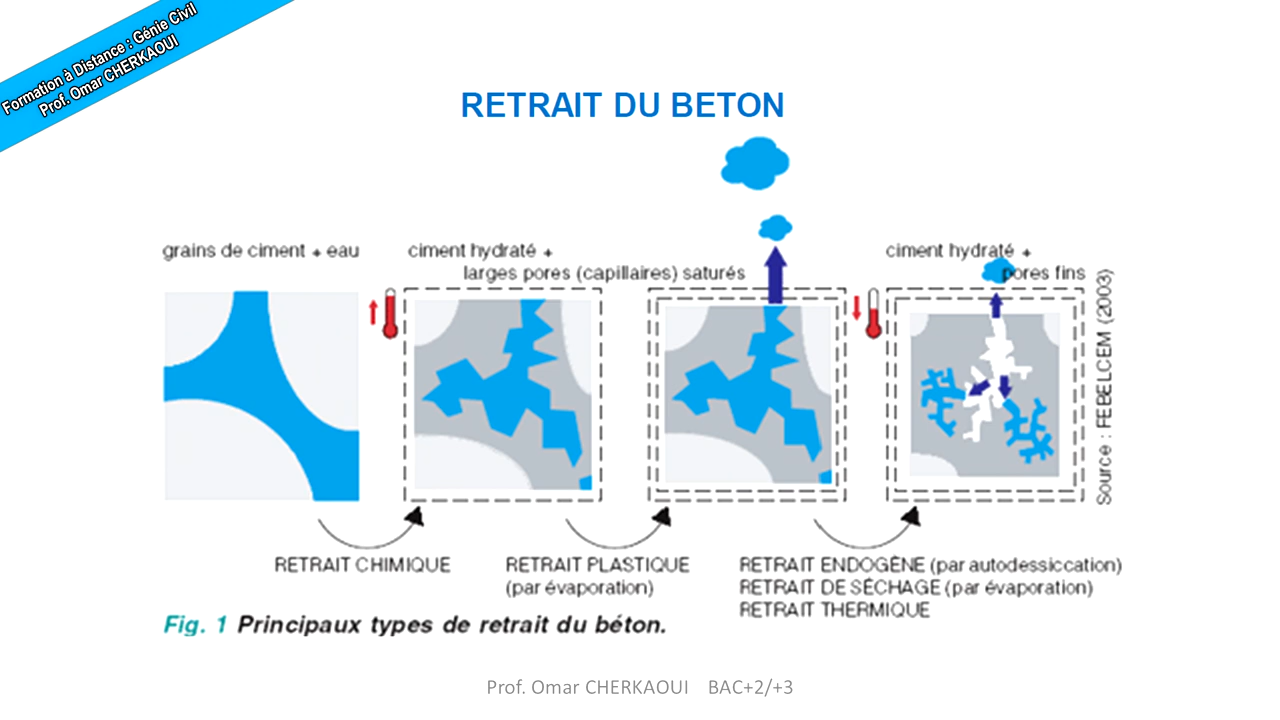 Formation à Distance : Génie Civil
Prof. Omar CHERKAOUI
RETRAIT DU BETON
grains de ciment + eau
ciment hydraté +
larges pores (capillaires) saturés
ciment hydraté +
pores fins
Source : FEBELCEM (2003)
RETRAIT CHIMIQUE
RETRAIT PLASTIQUE
(par évaporation)
RETRAIT ENDOGÈNE (par autodessiccation)
RETRAIT DE SÉCHAGE (par évaporation)
RETRAIT THERMIQUE
Fig. 1 Principaux types de retrait du béton.
Prof. Omar CHERKAOUI BAC+2/+3